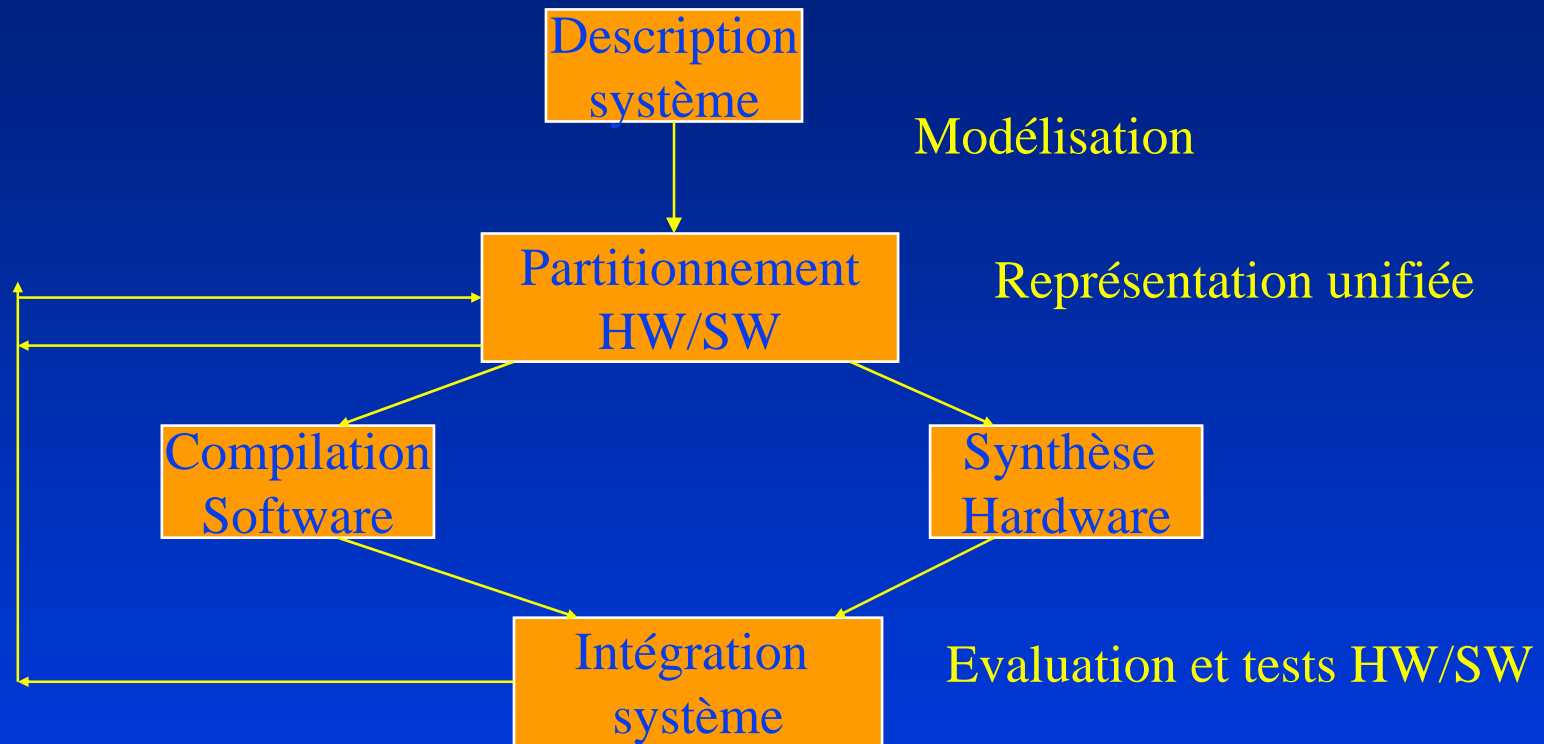 Description
système
Modélisation
Partitionnement
HW/SW
Représentation unifiée
Compilation
Software
Synthèse
Hardware
Intégration
système
Evaluation et tests HW/SW